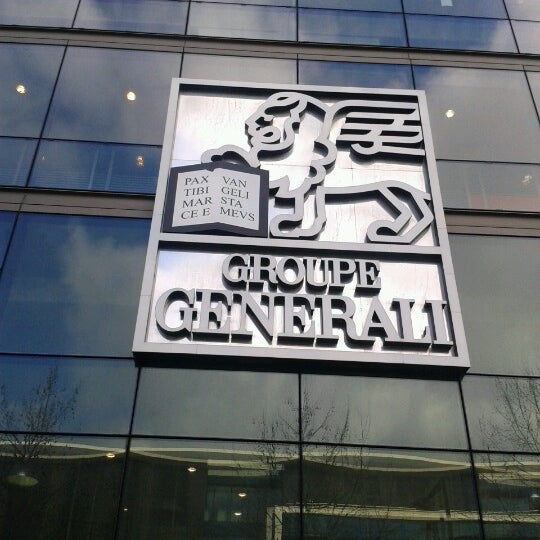 PAX VAN
TIBI GELI
MAR STA
CE E MEVS
GROUPE
GENERALI